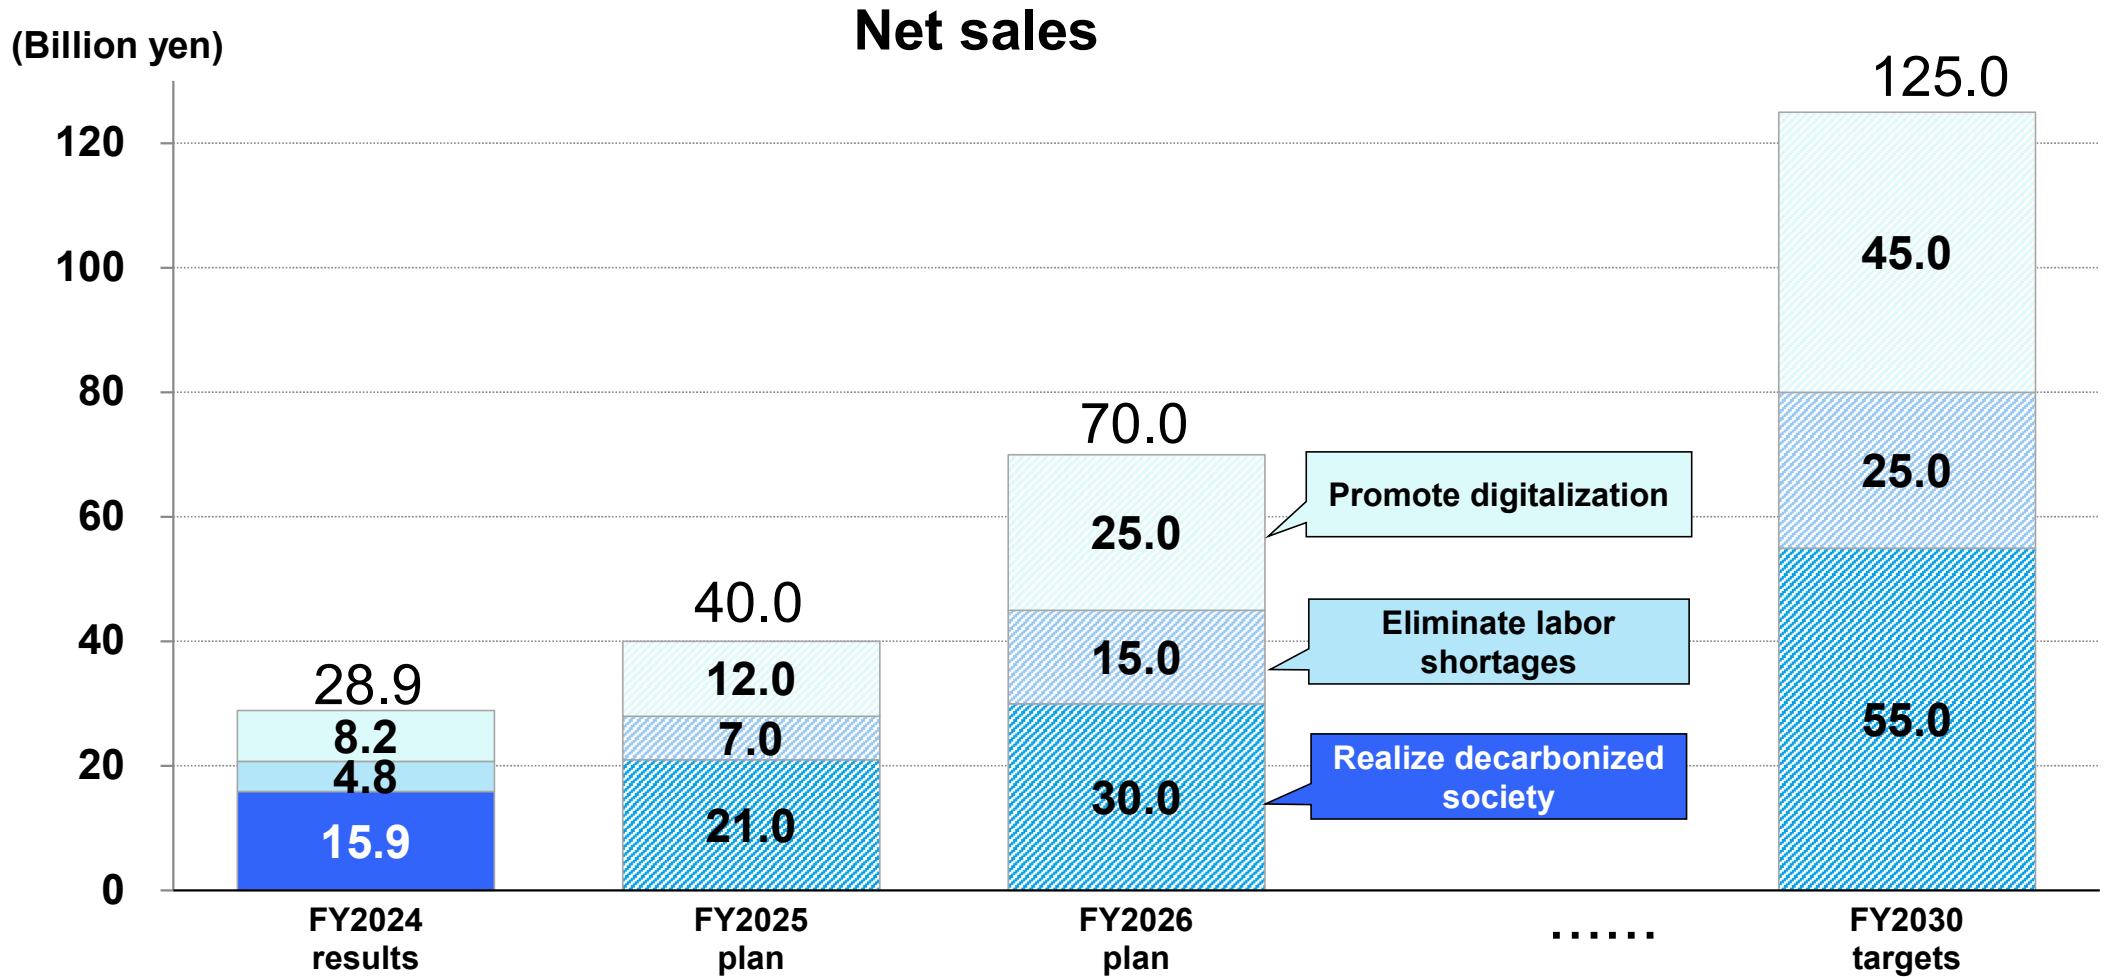 Net sales
(Billion yen)
120
100
80
60
40
20
0
28.9
8.2
4.8
15.9
40.0
12.0
7.0
21.0
70.0
25.0
15.0
30.0
Promote digitalization
Eliminate labor
shortages
Realize decarbonized
society
125.0
45.0
25.0
55.0
FY2024
results
FY2025
plan
FY2026
plan
......
FY2030
targets